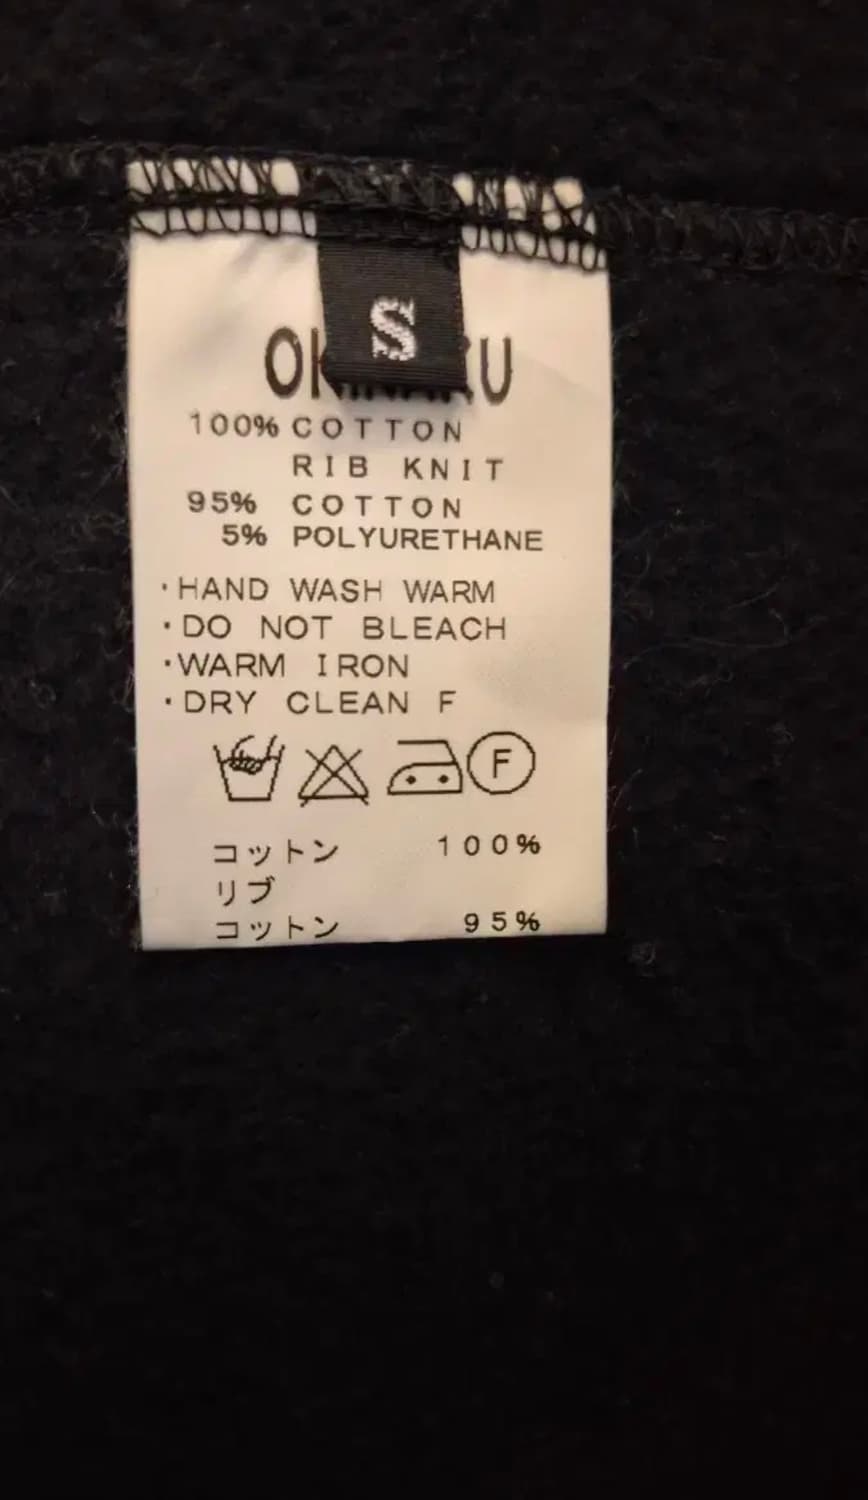 S
100% COTTON
RIB KNIT
95% COTTON
5% POLYURETHANE
・HAND WASH WARM
・DO NOT BLEACH
・WARM IRON
・DRY CLEAN F
F
コットン 100%
リブ
コットン 95%